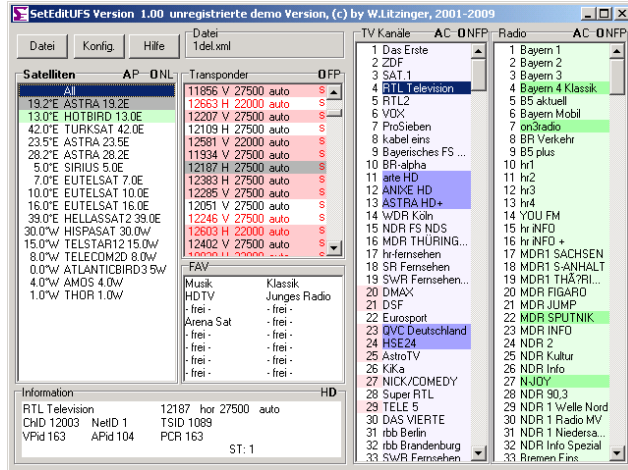 SetEditUFS Version 1.00 unregistrierte demo Version, (c) by W.Litzinger, 2001-2009
Datei
Konfig.
Hilfe
Datei
1del.xml
Satelliten A P O N L
All
19.2°E ASTRA 19.2E
13.0°E HOTBIRD 13.0E
42.0°E TURKSAT 42.0E
23.5°E ASTRA 23.5E
28.2°E ASTRA 28.2E
5.0°E SIRIUS 5.0E
7.0°E EUTELSAT 7.0E
10.0°E EUTELSAT 10.0E
16.0°E EUTELSAT 16.0E
39.0°E HELLASSAT2 39.0E
30.0°W HISPASAT 30.0W
15.0°W TELSTAR12 15.0W
8.0°W TELECOM2D 8.0W
0.0°W ATLANTICBIRD3 5W
4.0°W AMOS 4.0W
1.0°W THOR 1.0W
Transponder O F P
11856 V 27500 auto S
12663 H 22000 auto S
12207 V 27500 auto S
12109 H 27500 auto S
12581 V 22000 auto S
11934 V 27500 auto S
12187 H 27500 auto S
12383 H 27500 auto S
12285 V 27500 auto S
12051 V 27500 auto S
12246 V 27500 auto S
12603 H 22000 auto S
12402 V 27500 auto S
FAV
Musik Klassik
HDTV Junges Radio
- frei - - frei -
Arena Sat - frei -
- frei - - frei -
- frei - - frei -
- frei - - frei -
- frei - - frei -
Information HD
RTL Television 12187 hor 27500 auto
ChID 12003 NetID 1 TSID 1089
VPid 163 APid 104 PCR 163
ST: 1
TV Kanäle A C O N F P
1 Das Erste
2 ZDF
3 SAT.1
4 RTL Television
5 RTL2
6 VOX
7 ProSieben
8 kabel eins
9 Bayerisches FS ...
10 BR-alpha
11 arte HD
12 ANIXE HD
13 ASTRA HD+
14 WDR Köln
15 NDR FS NDS
16 MDR THÜRING...
17 hr-fernsehen
18 SR Fernsehen
19 SWR Fernsehen...
20 DMAX
21 DSF
22 Eurosport
23 QVC Deutschland
24 HSE24
25 AstroTV
26 KiKa
27 NICK/COMEDY
28 Super RTL
29 TELE 5
30 DAS VIERTE
31 rbb Berlin
32 rbb Brandenburg
33 SWR Fernsehen
Radio A C O N F P
1 Bayern 1
2 Bayern 2
3 Bayern 3
4 Bayern 4 Klassik
5 B5 aktuell
6 Bayern Mobil
7 on3radio
8 BR Verkehr
9 B5 plus
10 hr1
11 hr2
12 hr3
13 hr4
14 YOU FM
15 hr iNFO
16 hr iNFO +
17 MDR1 SACHSEN
18 MDR1 S-ANHALT
19 MDR1 THÃ?RI...
20 MDR FIGARO
21 MDR JUMP
22 MDR SPUTNIK
23 MDR INFO
24 NDR 2
25 NDR Kultur
26 NDR Info
27 N-JOY
28 NDR 90,3
29 NDR 1 Welle Nord
30 NDR 1 Radio MV
31 NDR 1 Niedersa...
32 NDR Info Spezial
33 Bremen Eins